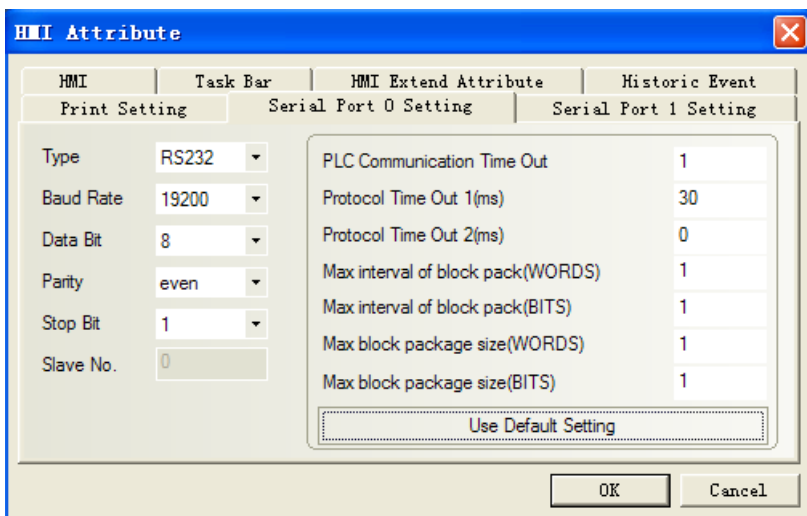 HMI Attribute
HMI Task Bar HMI Extend Attribute Historic Event
Print Setting Serial Port 0 Setting Serial Port 1 Setting
Type RS232
Baud Rate 19200
Data Bit 8
Parity even
Stop Bit 1
Slave No. 0
PLC Communication Time Out 1
Protocol Time Out 1(ms) 30
Protocol Time Out 2(ms) 0
Max interval of block pack(WORDS) 1
Max interval of block pack(BITS) 1
Max block package size(WORDS) 1
Max block package size(BITS) 1
Use Default Setting
OK Cancel